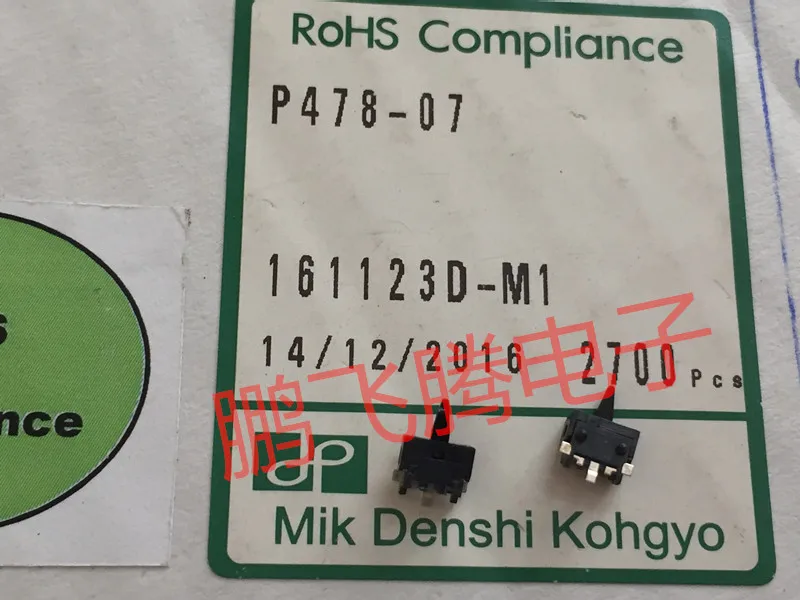 RoHS Compliance
P478-07
161123D-M1
14/12/2016 2700 Pcs
鹏飞腾电子
Mik Denshi Kohgyo
nce